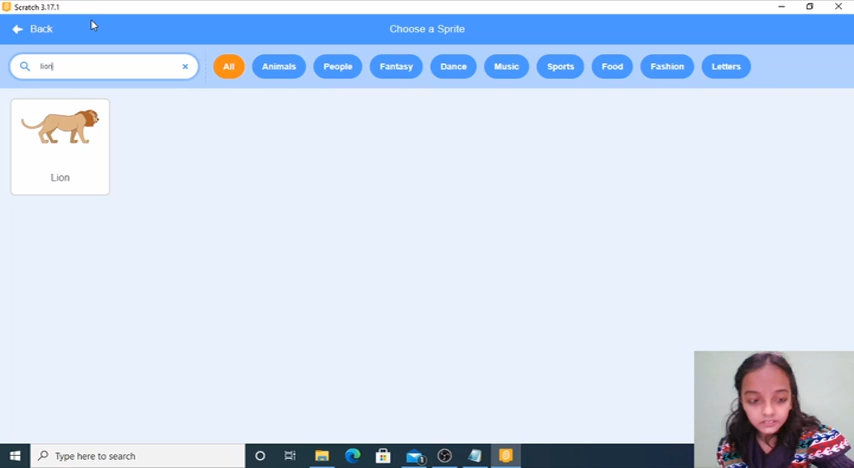 Scratch 3.17.1
Back
Choose a Sprite
lion
All
Animals
People
Fantasy
Dance
Music
Sports
Food
Fashion
Letters
Lion
Type here to search
1